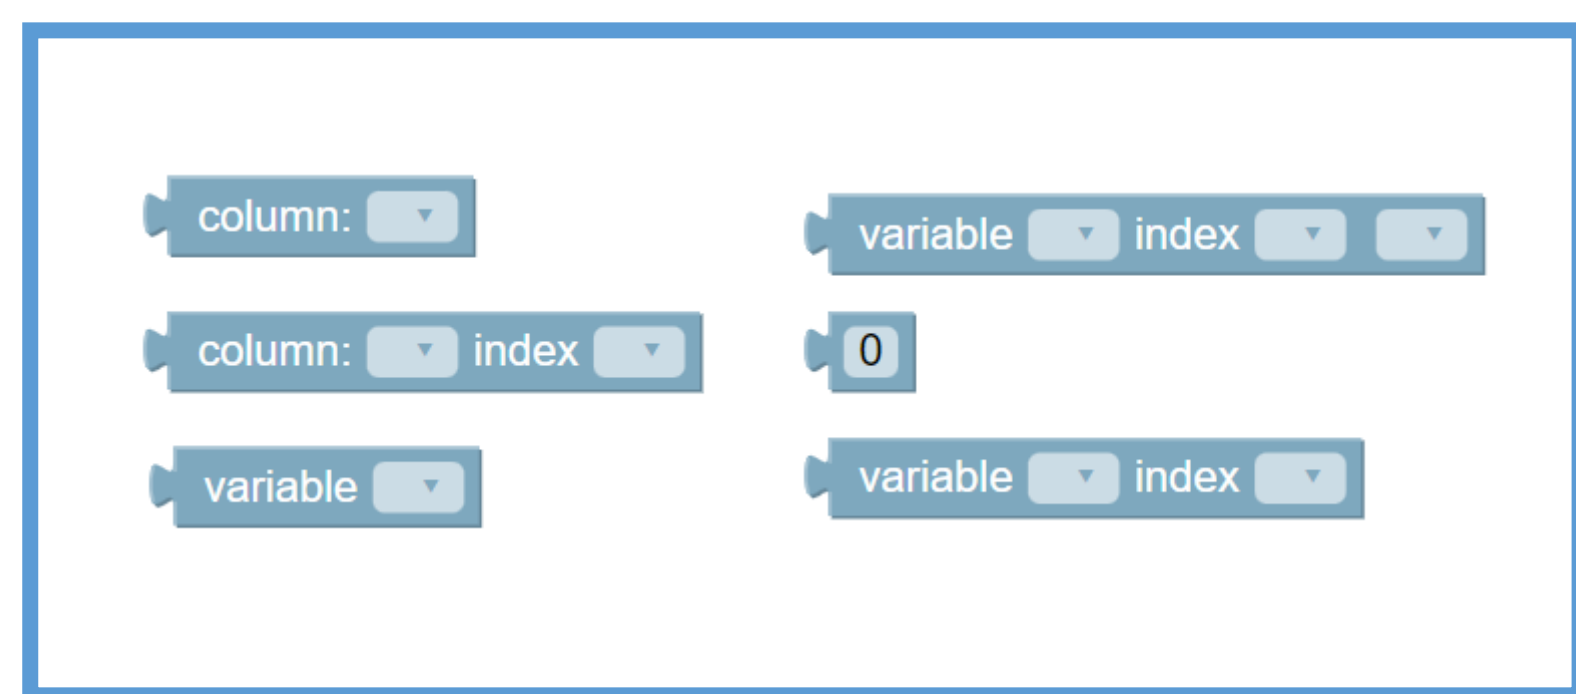 column:
column: index
variable
variable index
0
variable index